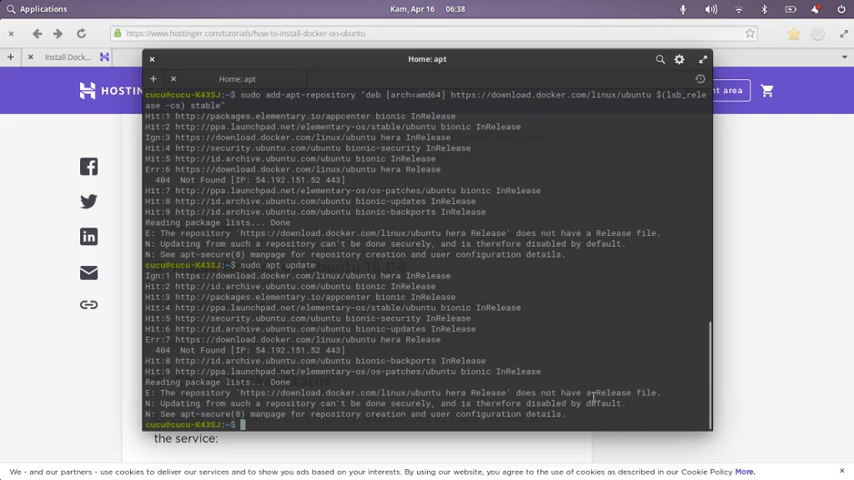 Applications
Kam, Apr 16 06:38
https://www.hostinger.com/tutorials/how-to-install-docker-on-ubuntu
Install Dock...
Home: apt
Home: apt
HOSTING
ent area
cucu@cucu-K43SJ:~$ sudo add-apt-repository "deb [arch=amd64] https://download.docker.com/linux/ubuntu $(lsb_rele
ase -cs) stable"
Hit:1 http://packages.elementary.io/appcenter bionic InRelease
Hit:2 http://ppa.launchpad.net/elementary-os/stable/ubuntu bionic InRelease
Ign:3 https://download.docker.com/linux/ubuntu hera InRelease
Hit:4 http://security.ubuntu.com/ubuntu bionic-security InRelease
Hit:5 http://id.archive.ubuntu.com/ubuntu bionic InRelease
Err:6 https://download.docker.com/linux/ubuntu hera Release
404 Not Found [IP: 54.192.151.52 443]
Hit:7 http://ppa.launchpad.net/elementary-os/os-patches/ubuntu bionic InRelease
Hit:8 http://id.archive.ubuntu.com/ubuntu bionic-updates InRelease
Hit:9 http://id.archive.ubuntu.com/ubuntu bionic-backports InRelease
Reading package lists... Done
E: The repository 'https://download.docker.com/linux/ubuntu hera Release' does not have a Release file.
N: Updating from such a repository can't be done securely, and is therefore disabled by default.
N: See apt-secure(8) manpage for repository creation and user configuration details.
cucu@cucu-K43SJ:~$ sudo apt update
Ign:1 https://download.docker.com/linux/ubuntu hera InRelease
Hit:2 http://id.archive.ubuntu.com/ubuntu bionic InRelease
Hit:3 http://packages.elementary.io/appcenter bionic InRelease
Hit:4 http://ppa.launchpad.net/elementary-os/stable/ubuntu bionic InRelease
Hit:5 http://security.ubuntu.com/ubuntu bionic-security InRelease
Hit:6 http://id.archive.ubuntu.com/ubuntu bionic-updates InRelease
Err:7 https://download.docker.com/linux/ubuntu hera Release
404 Not Found [IP: 54.192.151.52 443]
Hit:8 http://id.archive.ubuntu.com/ubuntu bionic-backports InRelease
Hit:9 http://ppa.launchpad.net/elementary-os/os-patches/ubuntu bionic InRelease
Reading package lists... Done
E: The repository 'https://download.docker.com/linux/ubuntu hera Release' does not have a Release file.
N: Updating from such a repository can't be done securely, and is therefore disabled by default.
N: See apt-secure(8) manpage for repository creation and user configuration details.
cucu@cucu-K43SJ:~$
the service:
We - and our partners - use cookies to deliver our services and to show you ads based on your interests. By using our website, you agree to the use of cookies as described in our Cookie Policy More.